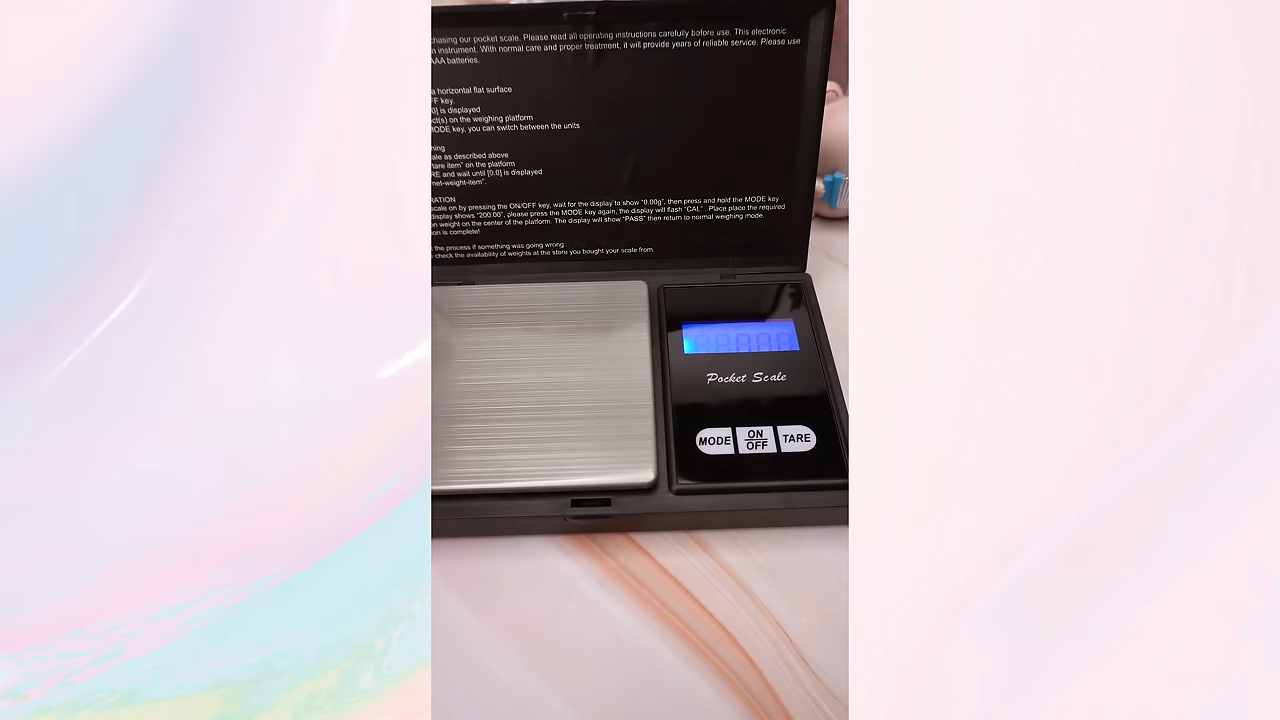 chasing our pocket scale. Please read all operating instructions carefully before use. This electronic
n instrument. With normal care and proper treatment, it will provide years of reliable service. Please use
AAA batteries.
a horizontal flat surface
FF key.
0] is displayed
ct(s) on the weighing platform
MODE key, you can switch between the units
hing
ale as described above
"tare item" on the platform
RE and wait until [0.0] is displayed
"net-weight-item".
RATION
scale on by pressing the ON/OFF key, wait for the display to show "0.00g", then press and hold the MODE key
display shows "200.00", please press the MODE key again, the display will flash "CAL". Place place the required
on weight on the center of the platform. The display will show "PASS" then return to normal weighing mode.
on is complete!
t the process if something was going wrong.
check the availability of weights at the store you bought your scale from.
Pocket Scale
MODE ON/OFF TARE